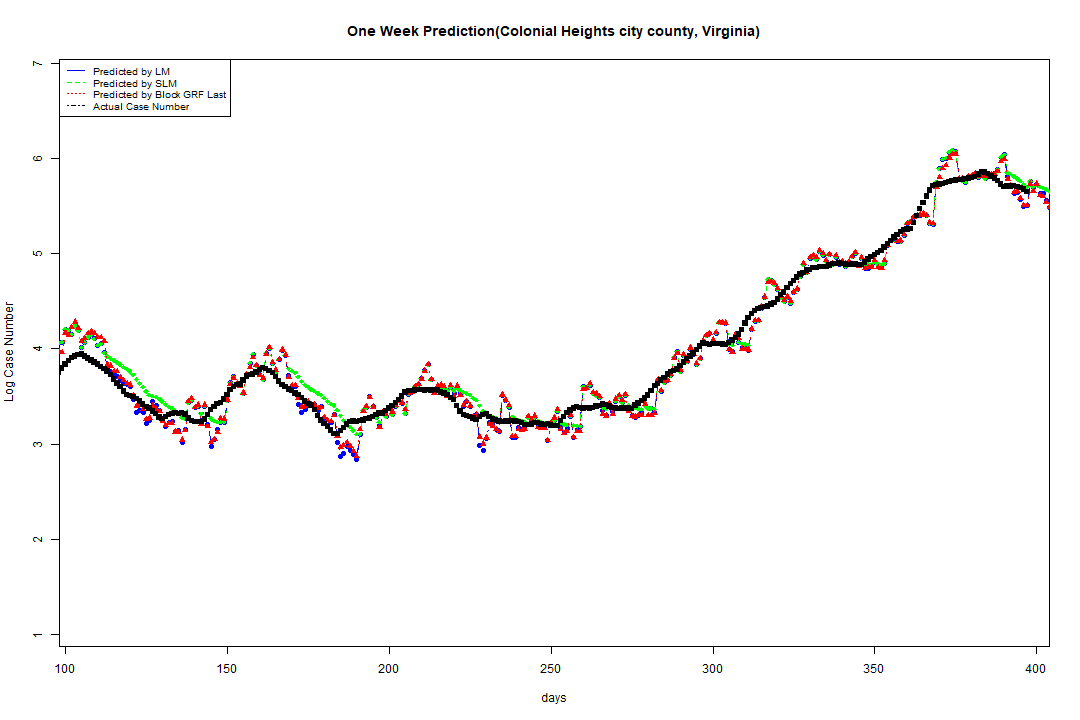 One Week Prediction(Colonial Heights city county, Virginia)
Predicted by LM
Predicted by SLM
Predicted by Block GRF Last
Actual Case Number
7
6
5
4
3
2
1
Log Case Number
100 150 200 250 300 350 400
days